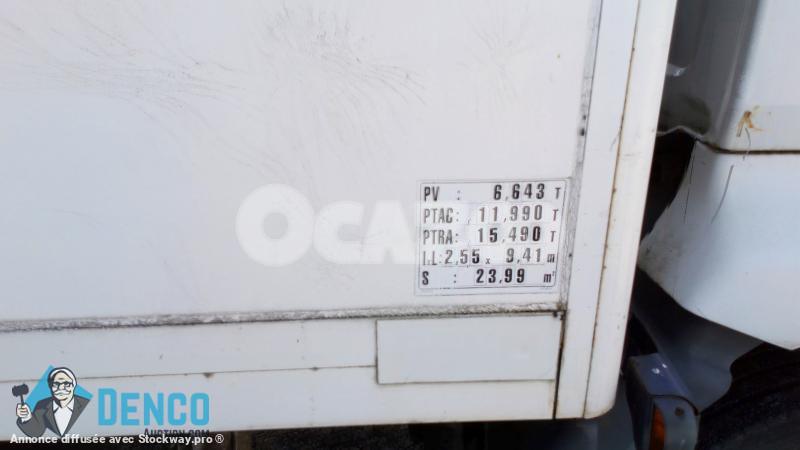 PV : 6,643 T
PTAC: 11,990 T
PTRA: 15,490 T
I.L: 2,55 x 9,41 m
S : 23,99 m²
DENCO
AUCTION.COM
Annonce diffusée avec Stockway.pro ®